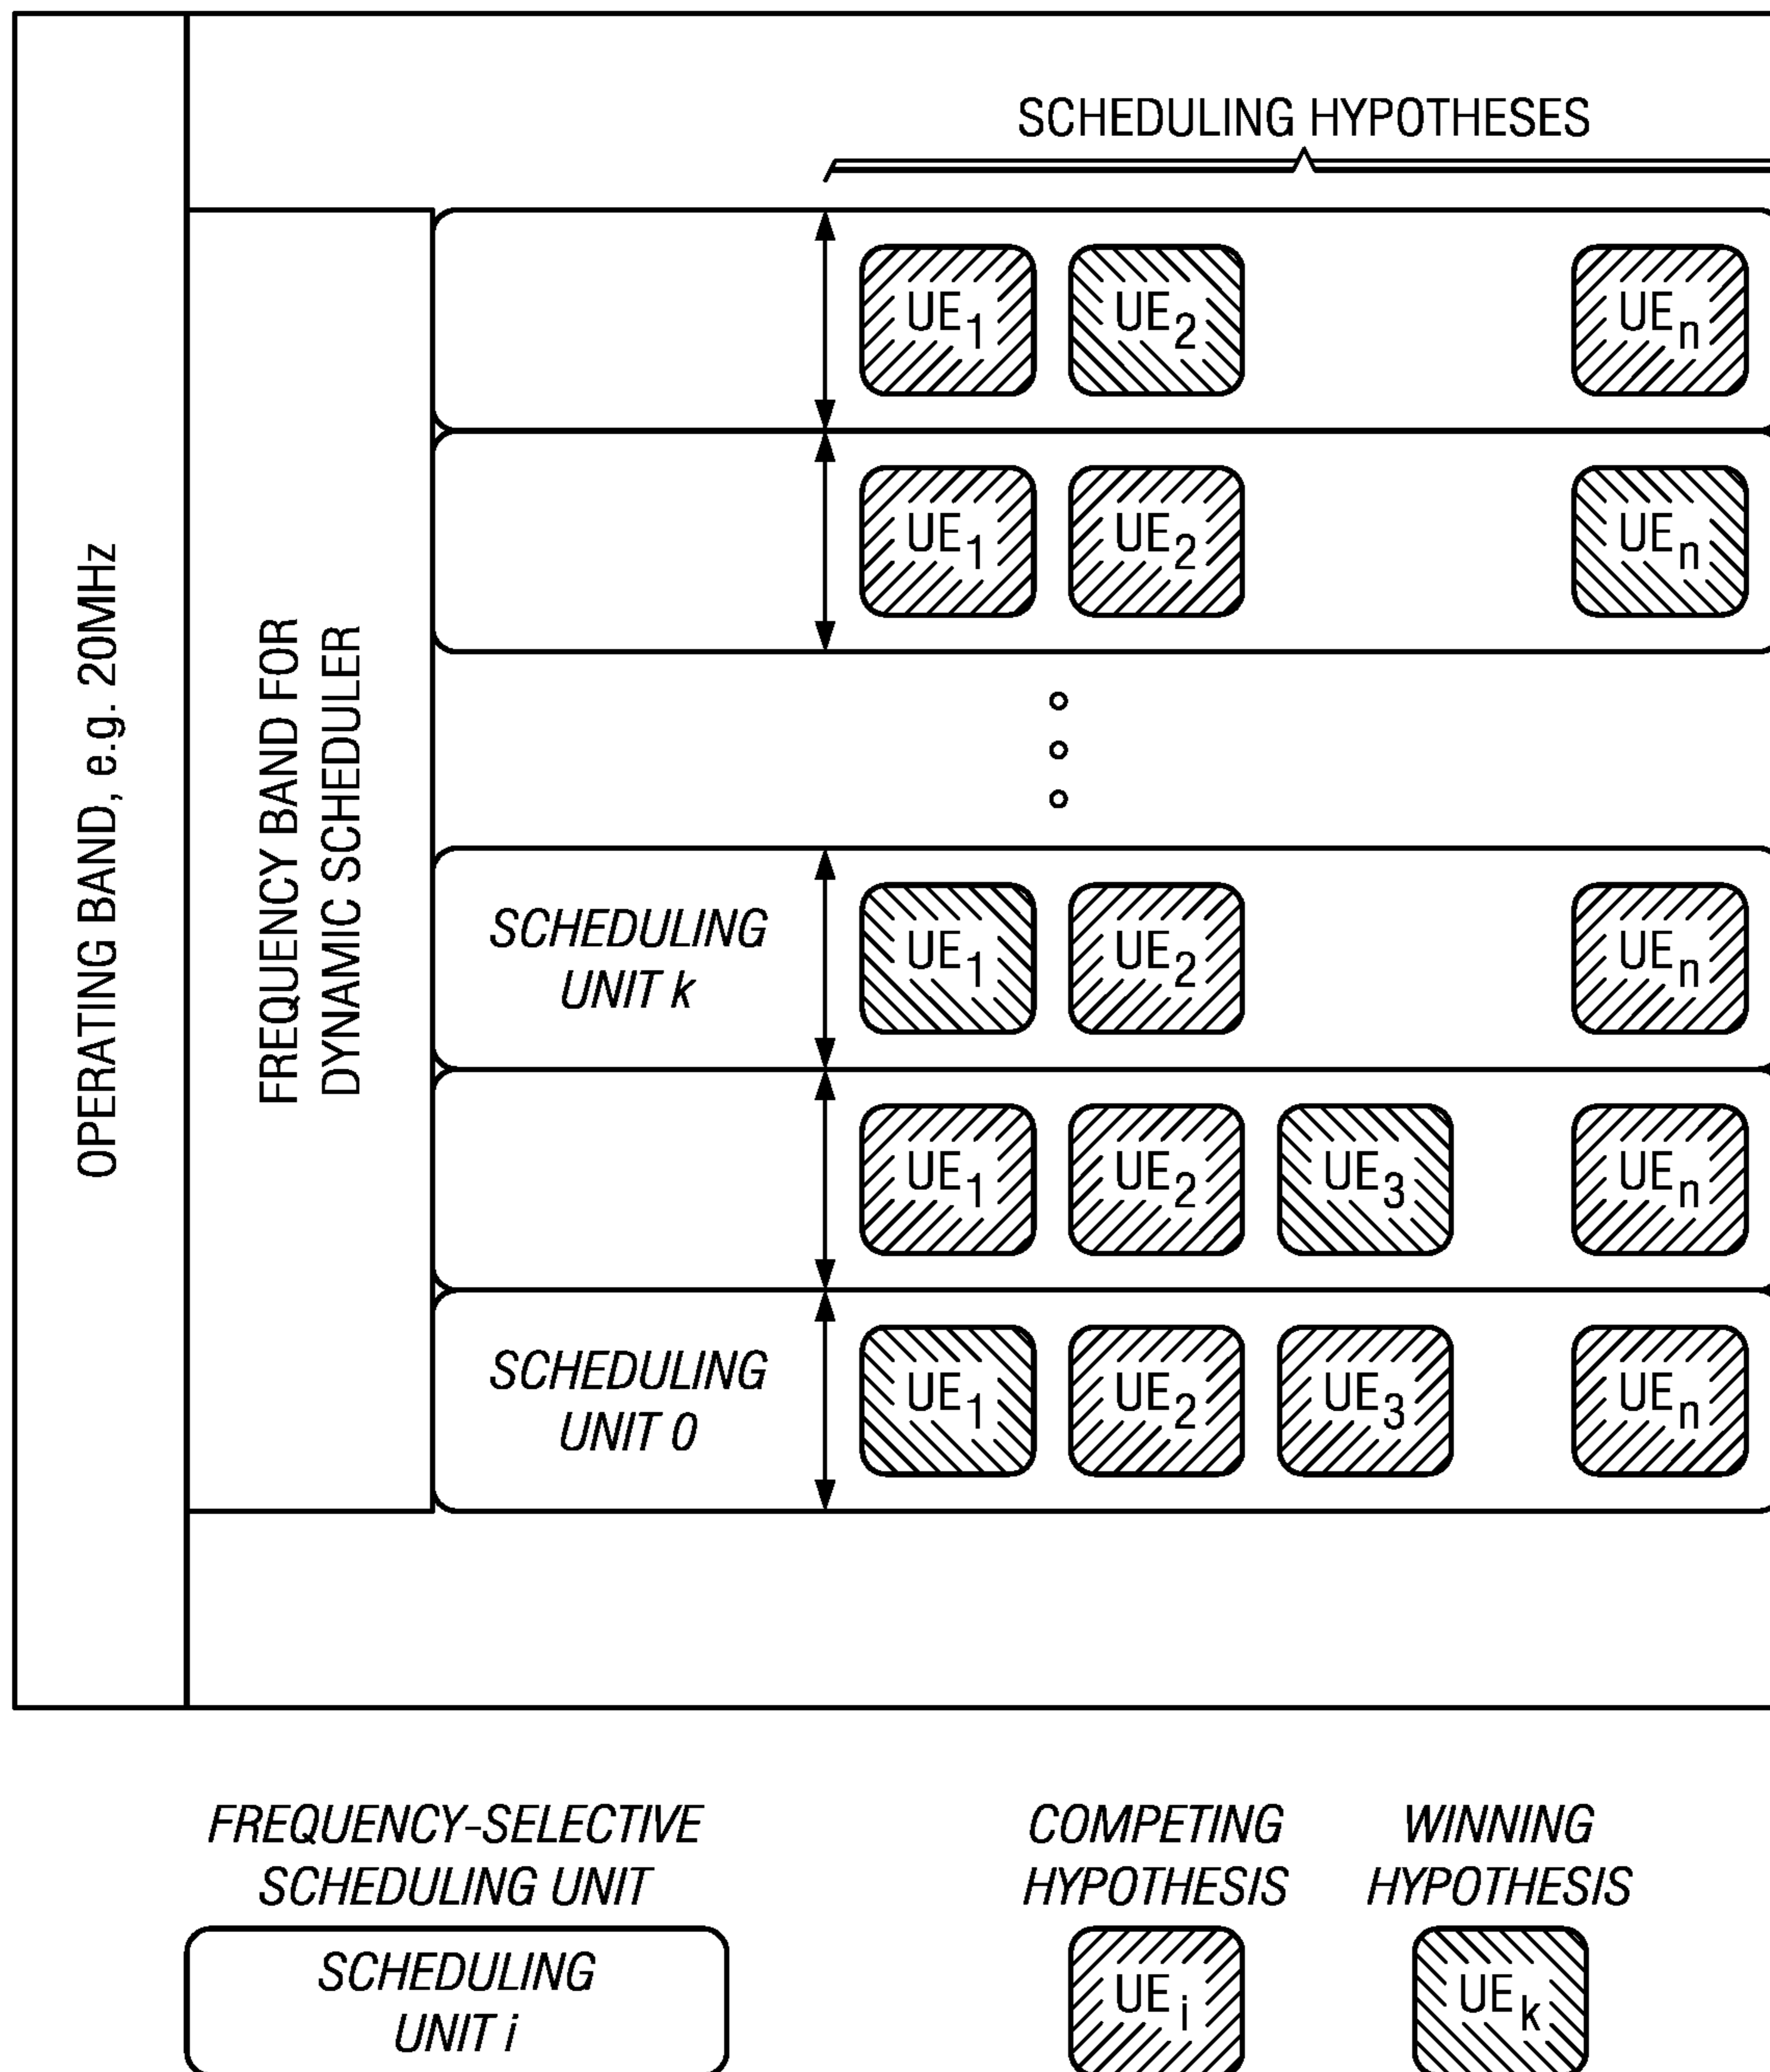 SCHEDULING HYPOTHESES
OPERATING BAND, e.g. 20MHz
FREQUENCY BAND FOR
DYNAMIC SCHEDULER
UE1 UE2 UEn
UE1 UE2 UEn
SCHEDULING
UNIT k
UE1 UE2 UEn
UE1 UE2 UE3 UEn
SCHEDULING
UNIT 0
UE1 UE2 UE3 UEn
FREQUENCY-SELECTIVE
SCHEDULING UNIT
SCHEDULING
UNIT i
COMPETING
HYPOTHESIS
UEi
WINNING
HYPOTHESIS
UEk